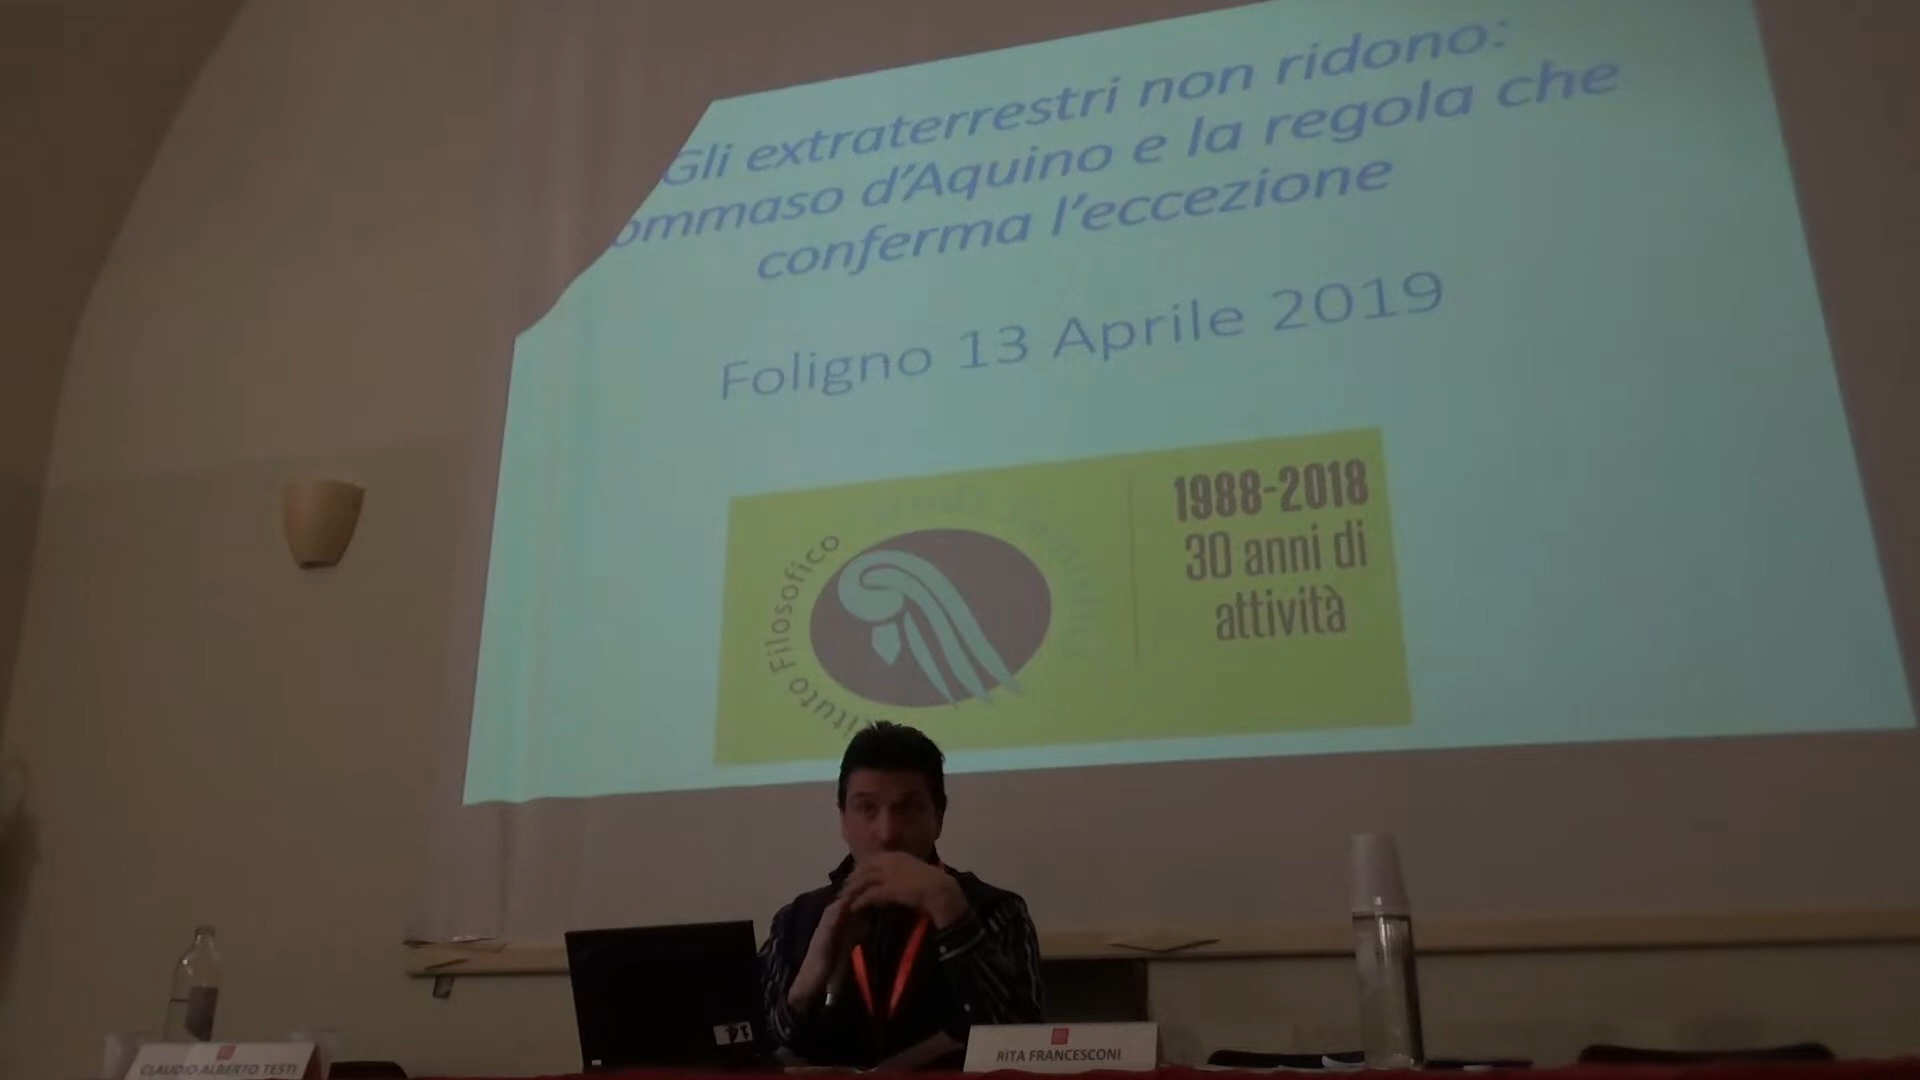 Gli extraterrestri non ridono:
ommaso d'Aquino e la regola che
conferma l'eccezione
Foligno 13 Aprile 2019
1988-2018
30 anni di
attività
tituto Filosofico
CLAUDIO ALBERTO TESTI
RITA FRANCESCONI